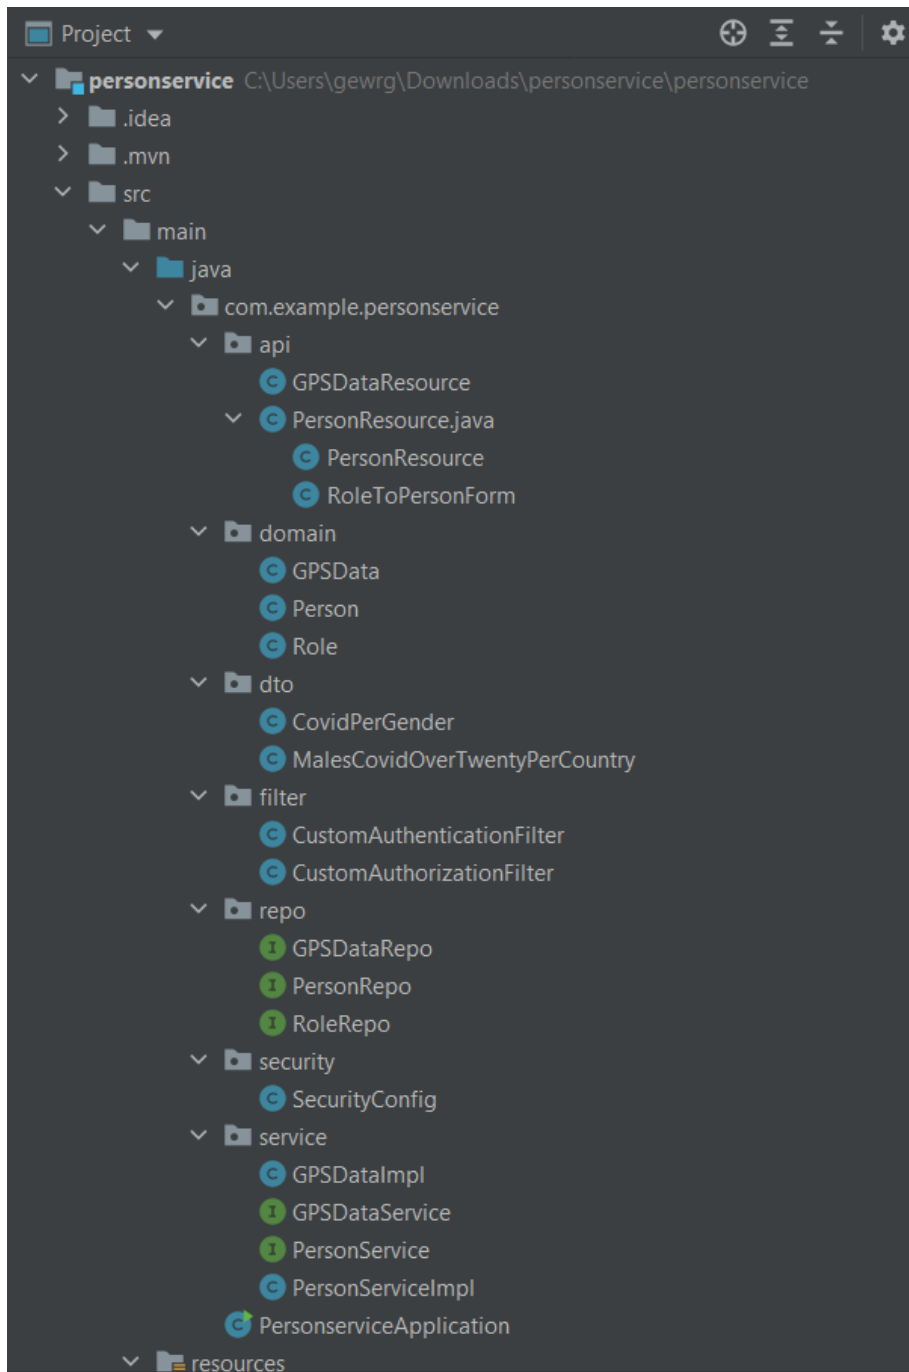 Project
personservice C:\Users\gewrg\Downloads\personservice\personservice
.idea
.mvn
src
main
java
com.example.personservice
api
GPSDataResource
PersonResource.java
PersonResource
RoleToPersonForm
domain
GPSData
Person
Role
dto
CovidPerGender
MalesCovidOverTwentyPerCountry
filter
CustomAuthenticationFilter
CustomAuthorizationFilter
repo
GPSDataRepo
PersonRepo
RoleRepo
security
SecurityConfig
service
GPSDataImpl
GPSDataService
PersonService
PersonServiceImpl
PersonserviceApplication
resources